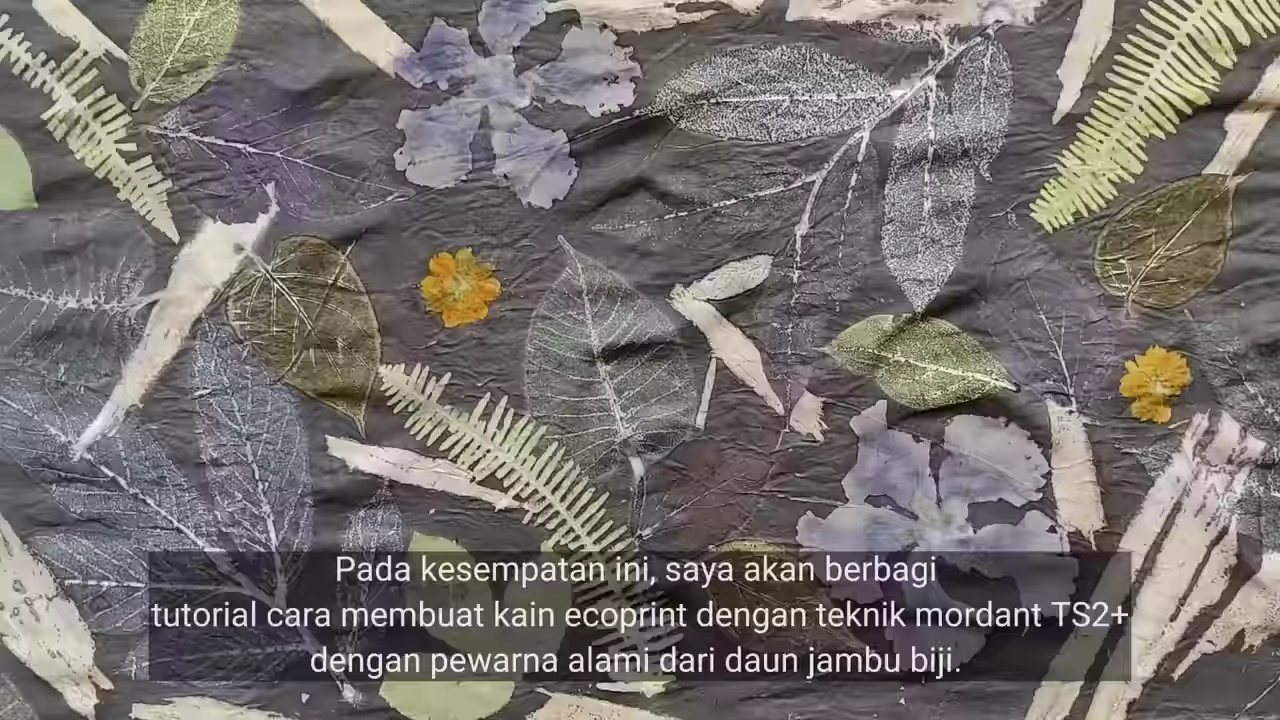 Pada kesempatan ini, saya akan berbagi
tutorial cara membuat kain ecoprint dengan teknik mordant TS2+
dengan pewarna alami dari daun jambu biji.